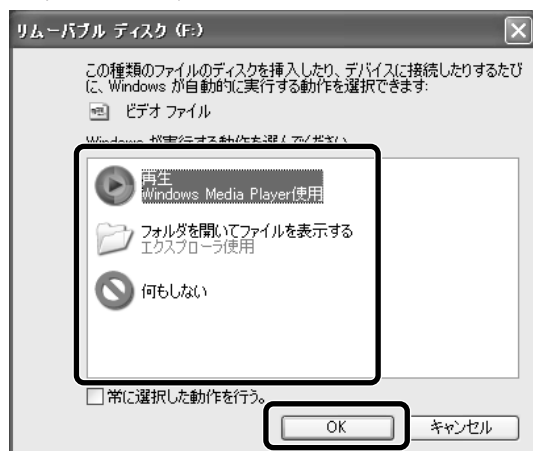 リムーバブル ディスク (F:)
この種類のファイルのディスクを挿入したり、デバイスに接続したりするたび
に、Windows が自動的に実行する動作を選択できます:
ビデオ ファイル
Windows が実行する動作を選んでください
再生
Windows Media Player使用
フォルダを開いてファイルを表示する
エクスプローラ使用
何もしない
常に選択した動作を行う。
OK キャンセル